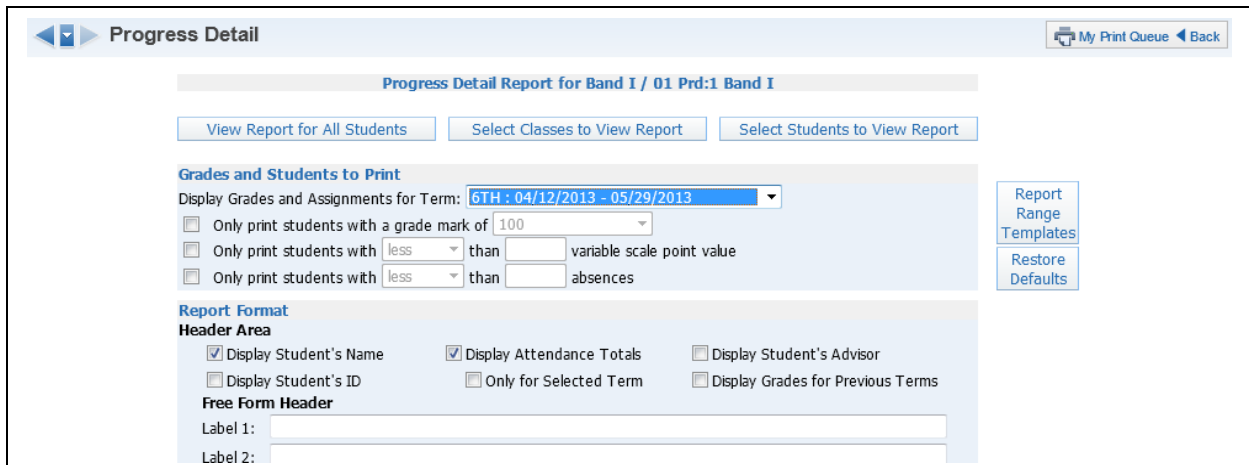 Progress Detail
My Print Queue Back
Progress Detail Report for Band I / 01 Prd:1 Band I
View Report for All Students Select Classes to View Report Select Students to View Report
Grades and Students to Print
Display Grades and Assignments for Term: 6TH : 04/12/2013 - 05/29/2013
Only print students with a grade mark of 100
Only print students with less than variable scale point value
Only print students with less than absences
Report Range Templates
Restore Defaults
Report Format
Header Area
Display Student's Name Display Attendance Totals Display Student's Advisor
Display Student's ID Only for Selected Term Display Grades for Previous Terms
Free Form Header
Label 1:
Label 2: